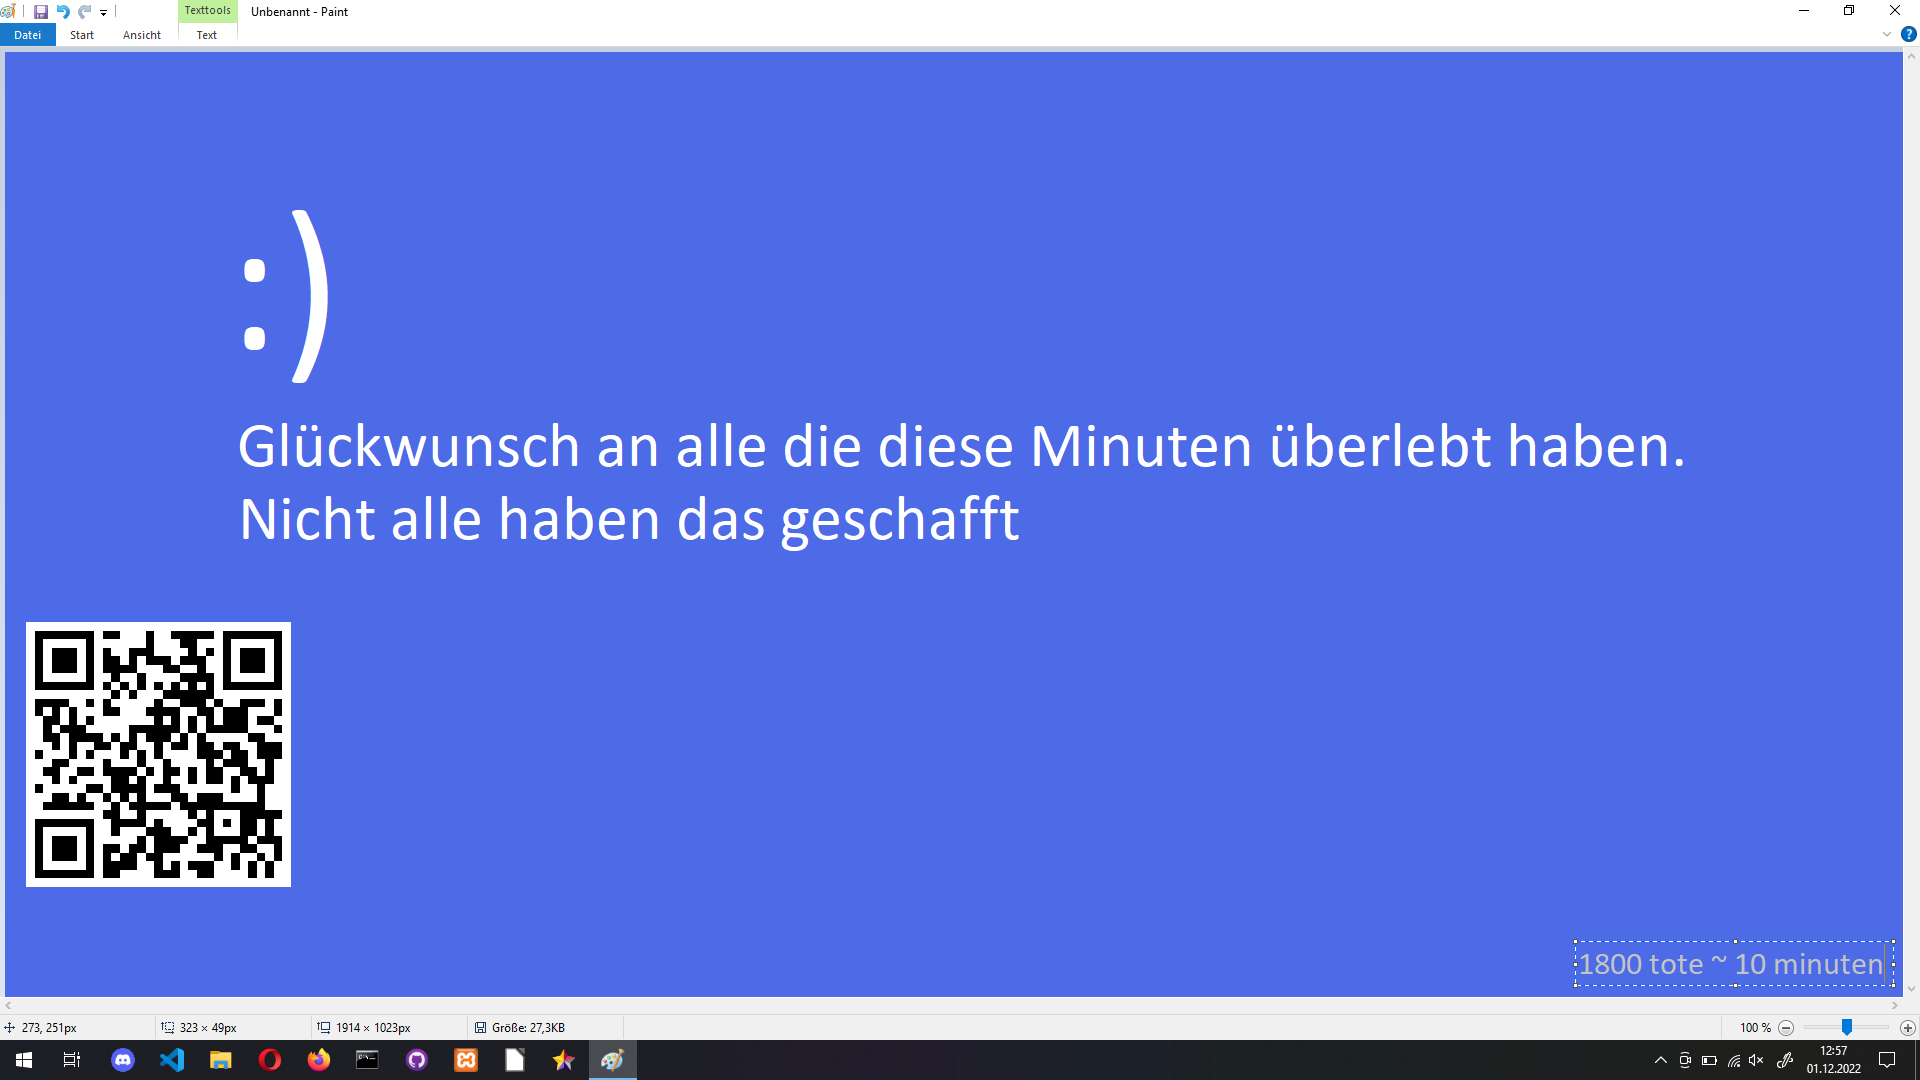 Texttools
Unbenannt - Paint
Datei
Start
Ansicht
Text
?
:)
Glückwunsch an alle die diese Minuten überlebt haben.
Nicht alle haben das geschafft
1800 tote ~ 10 minuten
273, 251px
323 × 49px
1914 × 1023px
Größe: 27,3KB
100 %
12:57
01.12.2022